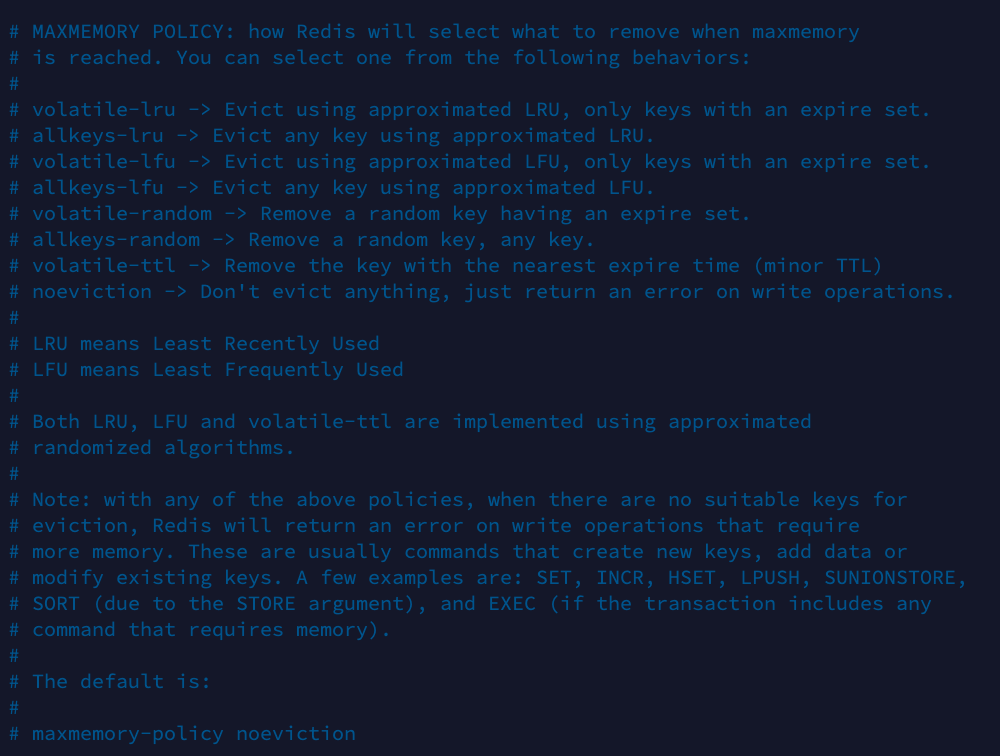 # MAXMEMORY POLICY: how Redis will select what to remove when maxmemory
# is reached. You can select one from the following behaviors:
#
# volatile-lru -> Evict using approximated LRU, only keys with an expire set.
# allkeys-lru -> Evict any key using approximated LRU.
# volatile-lfu -> Evict using approximated LFU, only keys with an expire set.
# allkeys-lfu -> Evict any key using approximated LFU.
# volatile-random -> Remove a random key having an expire set.
# allkeys-random -> Remove a random key, any key.
# volatile-ttl -> Remove the key with the nearest expire time (minor TTL)
# noeviction -> Don't evict anything, just return an error on write operations.
#
# LRU means Least Recently Used
# LFU means Least Frequently Used
#
# Both LRU, LFU and volatile-ttl are implemented using approximated
# randomized algorithms.
#
# Note: with any of the above policies, when there are no suitable keys for
# eviction, Redis will return an error on write operations that require
# more memory. These are usually commands that create new keys, add data or
# modify existing keys. A few examples are: SET, INCR, HSET, LPUSH, SUNIONSTORE,
# SORT (due to the STORE argument), and EXEC (if the transaction includes any
# command that requires memory).
#
# The default is:
#
# maxmemory-policy noeviction